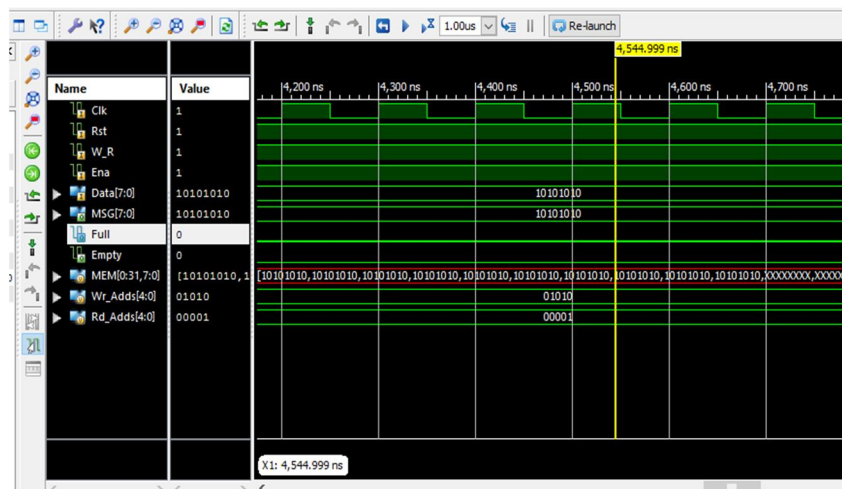 1.00us
Re-launch
4,544.999 ns
Name Value
4,200 ns 4,300 ns 4,400 ns 4,500 ns 4,600 ns 4,700 ns
Clk 1
Rst 1
W_R 1
Ena 1
Data[7:0] 10101010 10101010
MSG[7:0] 10101010 10101010
Full 0
Empty 0
MEM[0:31,7:0] [10101010,1 [10101010,10101010,10101010,10101010,10101010,10101010,10101010,10101010,10101010,XXXXXXXX,XXXXX
Wr_Adds[4:0] 01010 01010
Rd_Adds[4:0] 00001 00001
X1: 4,544.999 ns